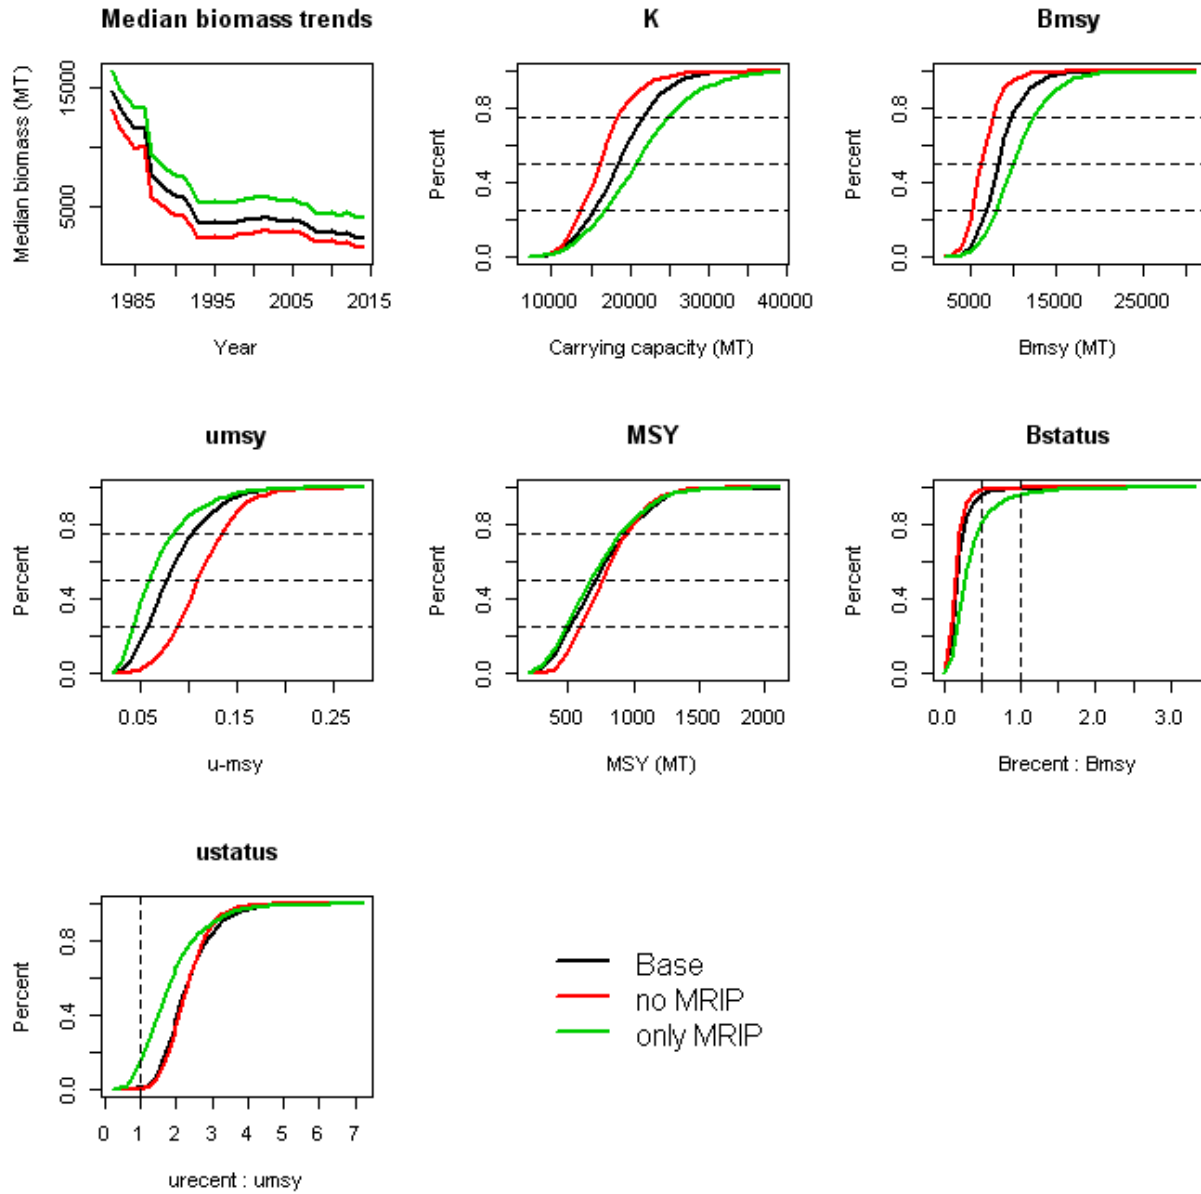 Median biomass trends
Median biomass (MT)
15000
5000
1985 1995 2005 2015
Year
K
Percent
0.8
0.4
0.0
10000 20000 30000 40000
Carrying capacity (MT)
Bmsy
Percent
0.8
0.4
0.0
5000 15000 25000
Bmsy (MT)
umsy
Percent
0.8
0.4
0.0
0.05 0.15 0.25
u-msy
MSY
Percent
0.8
0.4
0.0
500 1000 1500 2000
MSY (MT)
Bstatus
Percent
0.8
0.4
0.0
0.0 1.0 2.0 3.0
Brecent : Bmsy
ustatus
Percent
0.8
0.4
0.0
0 1 2 3 4 5 6 7
urecent : umsy
Base
no MRIP
only MRIP